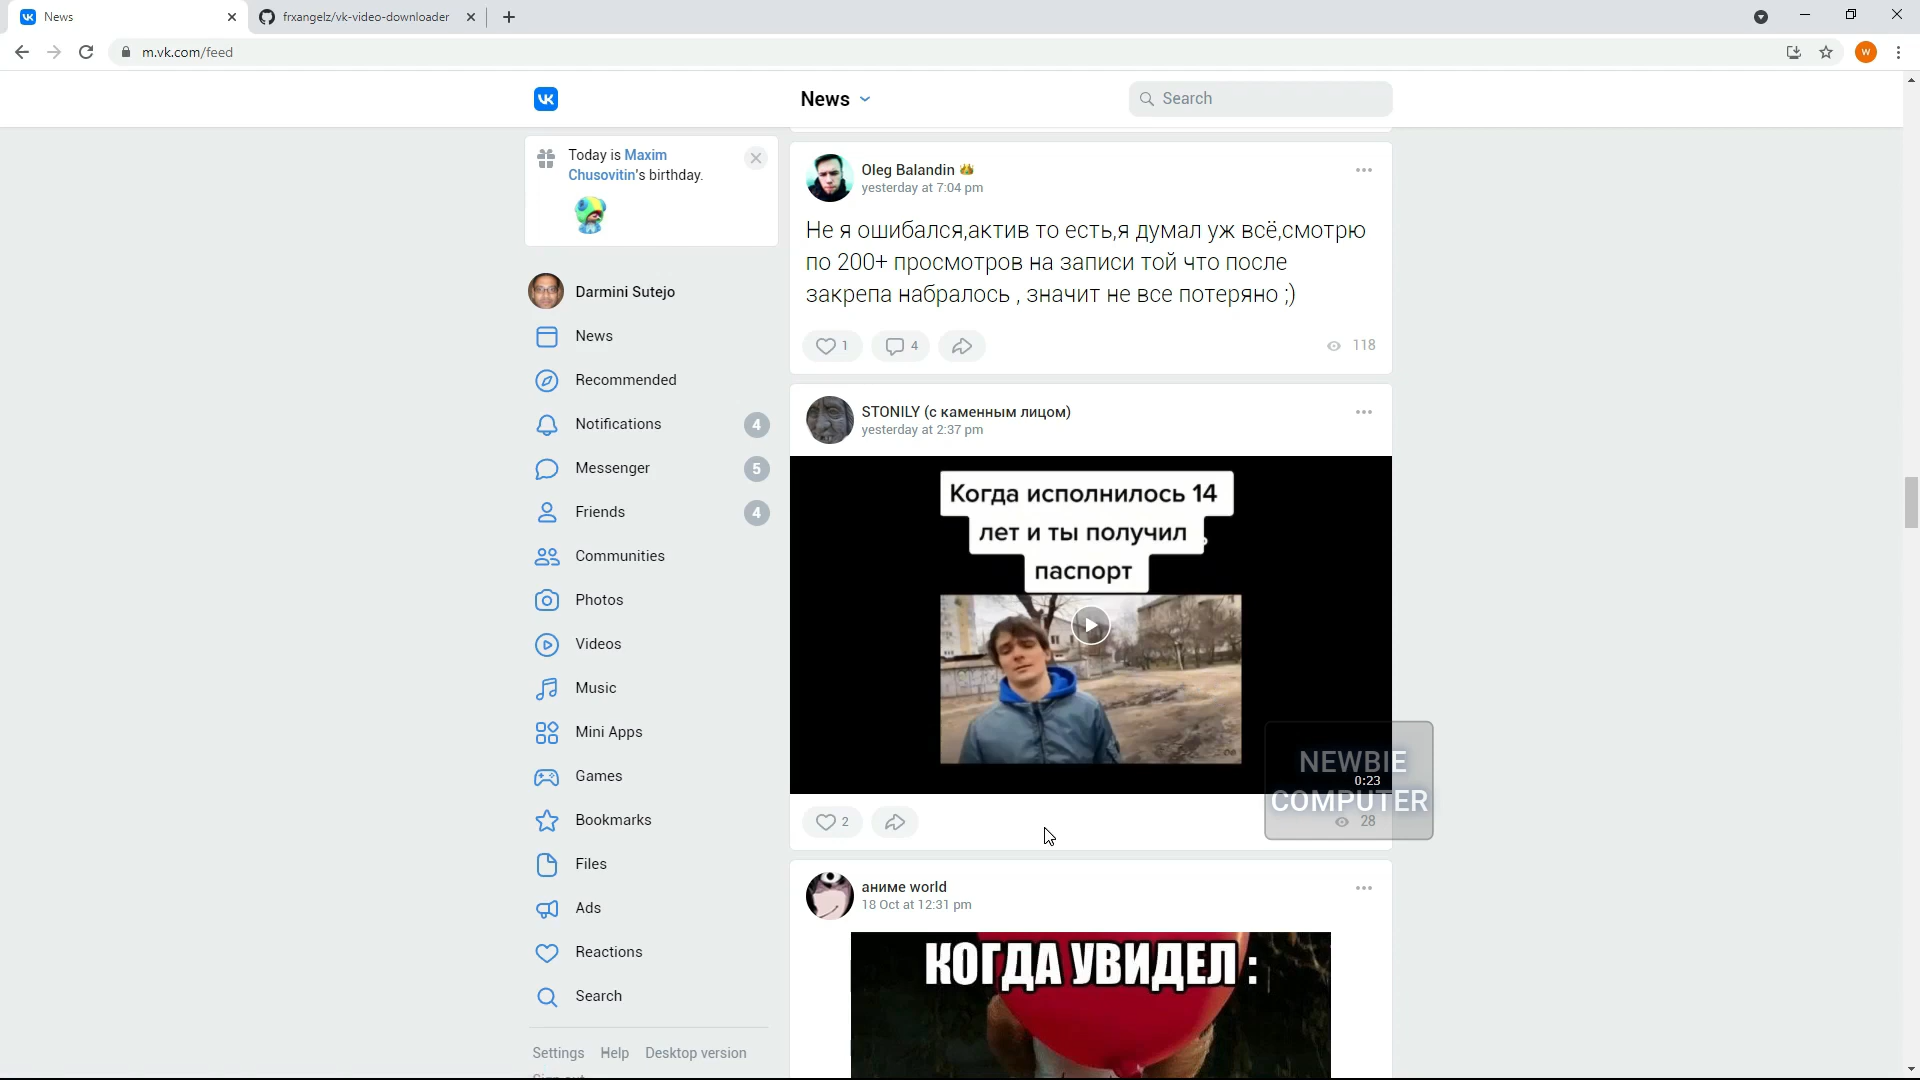 News
frxangelz/vk-video-downloader
W
m.vk.com/feed
News
Search
Today is Maxim
Chusovitin's birthday.
Darmini Sutejo
News
Recommended
Notifications 4
Messenger 5
Friends 4
Communities
Photos
Videos
Music
Mini Apps
Games
Bookmarks
Files
Ads
Reactions
Search
Settings Help Desktop version
Oleg Balandin
yesterday at 7:04 pm
Не я ошибался,актив то есть,я думал уж всё,смотрю
по 200+ просмотров на записи той что после
закрепа набралось , значит не все потеряно ;)
1 4 118
STONILY (с каменным лицом)
yesterday at 2:37 pm
Когда исполнилось 14
лет и ты получил
паспорт
NEWBIE
0:23
COMPUTER
2 28
аниме world
18 Oct at 12:31 pm
КОГДА УВИДЕЛ :